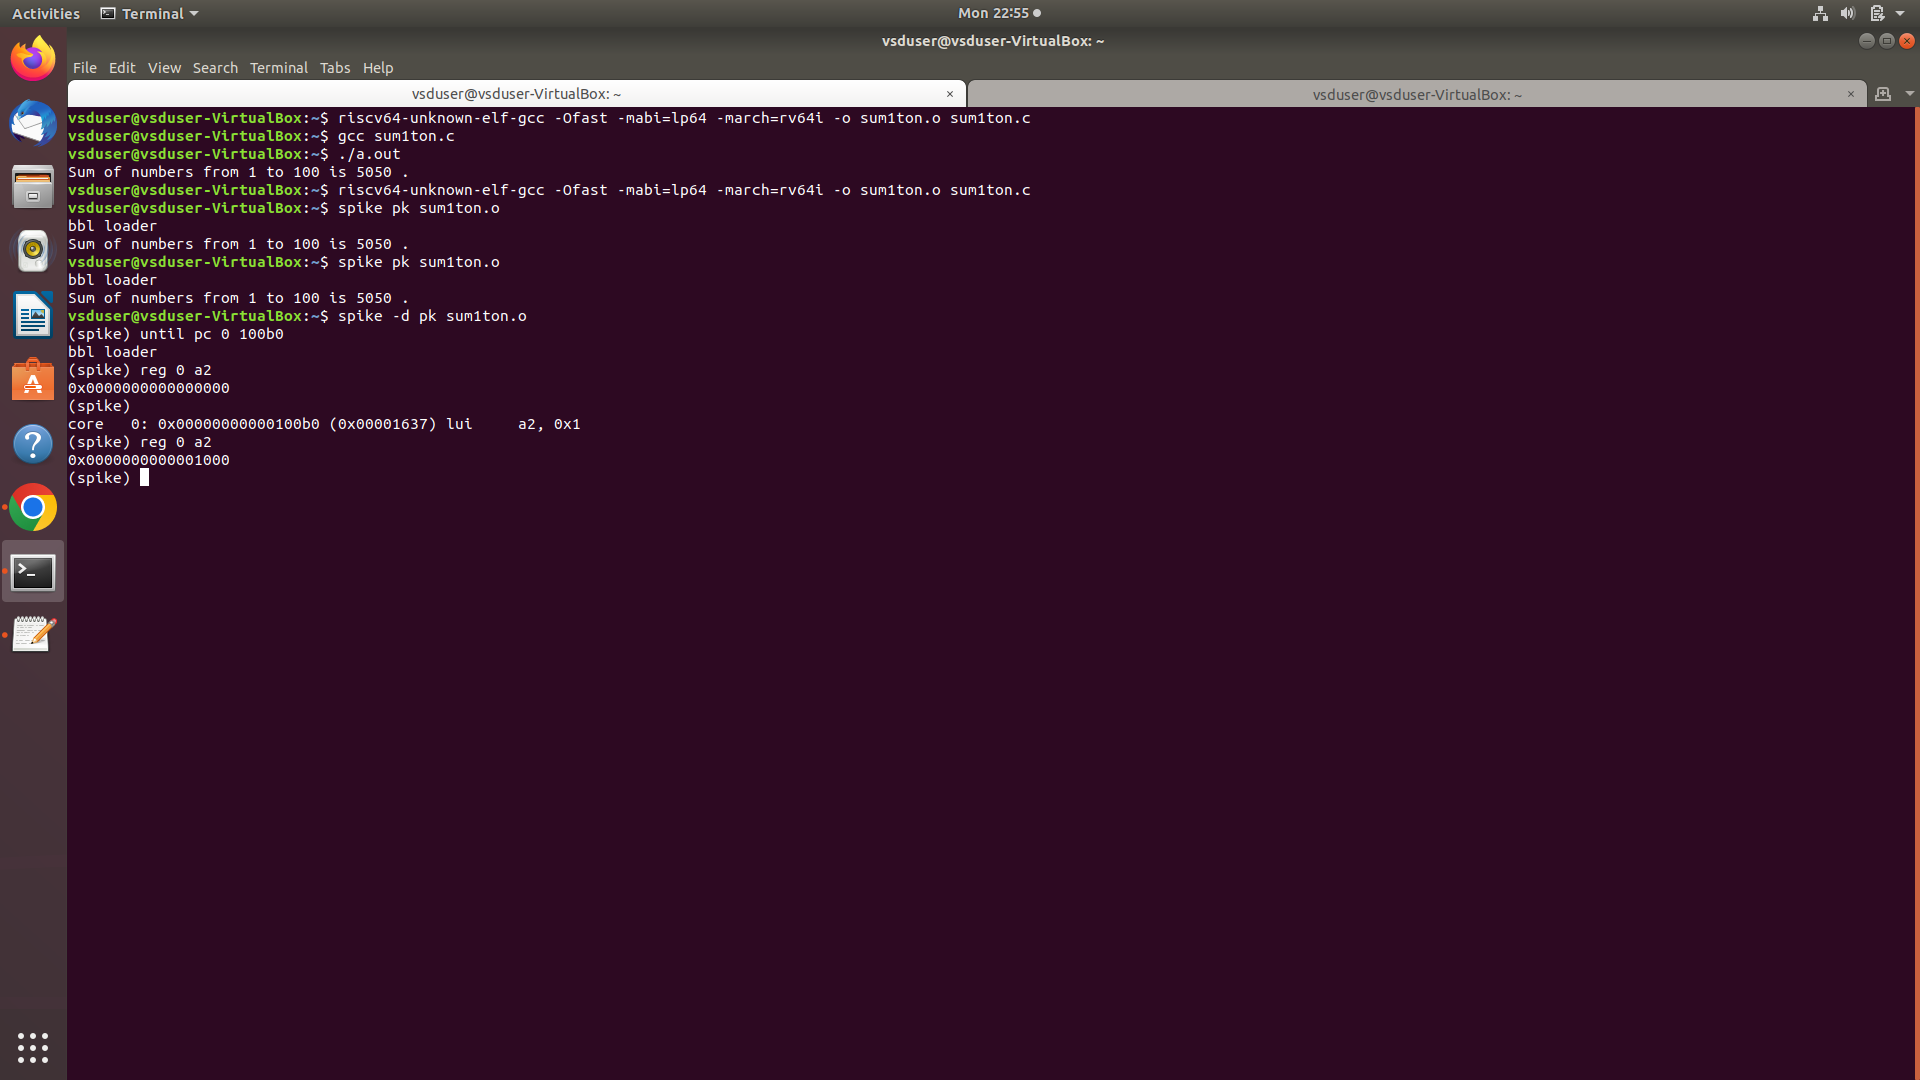 Activities Terminal Mon 22:55
vsduser@vsduser-VirtualBox: ~
File Edit View Search Terminal Tabs Help
vsduser@vsduser-VirtualBox: ~ × vsduser@vsduser-VirtualBox: ~ ×
vsduser@vsduser-VirtualBox:~$ riscv64-unknown-elf-gcc -Ofast -mabi=lp64 -march=rv64i -o sum1ton.o sum1ton.c
vsduser@vsduser-VirtualBox:~$ gcc sum1ton.c
vsduser@vsduser-VirtualBox:~$ ./a.out
Sum of numbers from 1 to 100 is 5050 .
vsduser@vsduser-VirtualBox:~$ riscv64-unknown-elf-gcc -Ofast -mabi=lp64 -march=rv64i -o sum1ton.o sum1ton.c
vsduser@vsduser-VirtualBox:~$ spike pk sum1ton.o
bbl loader
Sum of numbers from 1 to 100 is 5050 .
vsduser@vsduser-VirtualBox:~$ spike pk sum1ton.o
bbl loader
Sum of numbers from 1 to 100 is 5050 .
vsduser@vsduser-VirtualBox:~$ spike -d pk sum1ton.o
(spike) until pc 0 100b0
bbl loader
(spike) reg 0 a2
0x0000000000000000
(spike)
core   0: 0x00000000000100b0 (0x00001637) lui     a2, 0x1
(spike) reg 0 a2
0x0000000000001000
(spike)